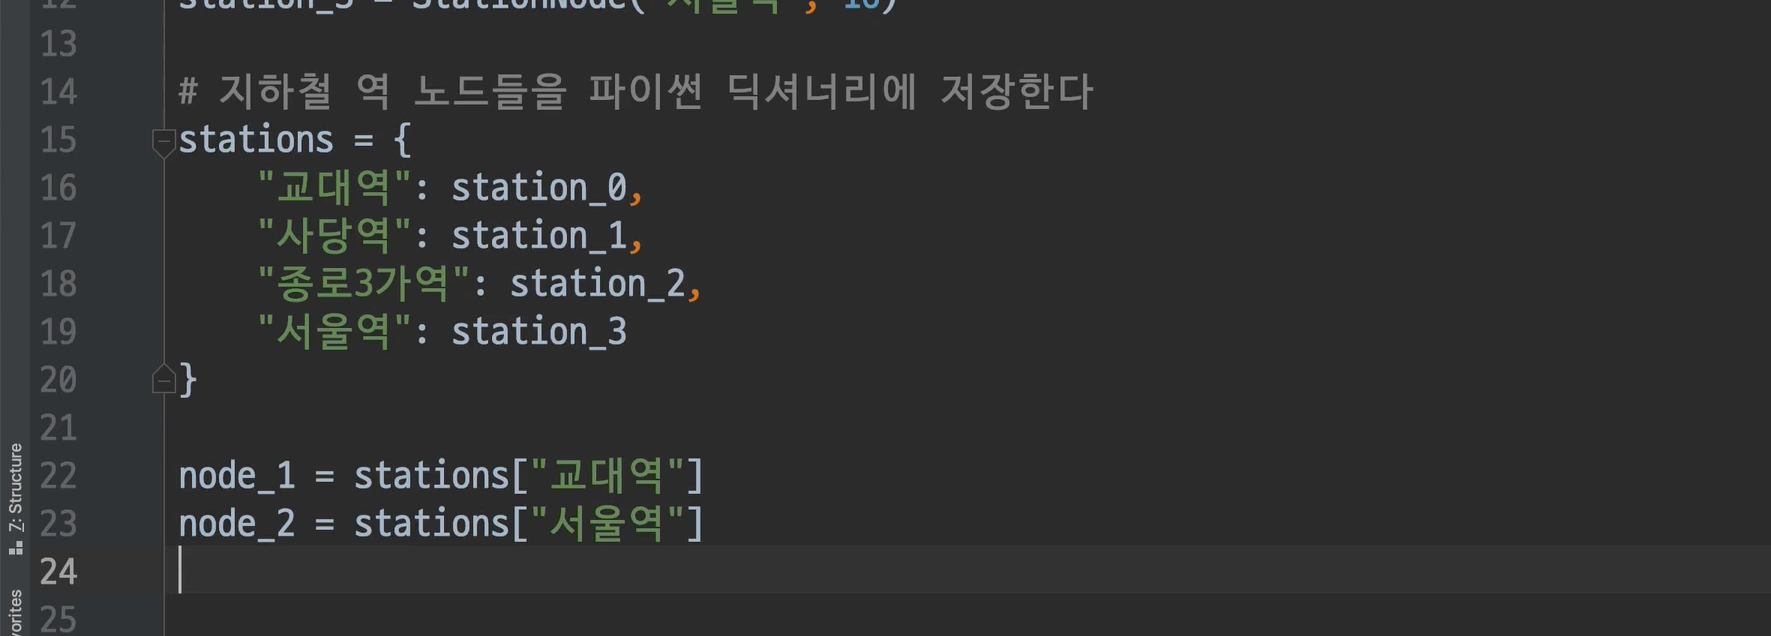 12 station_3 = StationNode("서울역", 16)
13
14 # 지하철 역 노드들을 파이썬 딕셔너리에 저장한다
15 stations = {
16 "교대역": station_0,
17 "사당역": station_1,
18 "종로3가역": station_2,
19 "서울역": station_3
20 }
21
22 node_1 = stations["교대역"]
23 node_2 = stations["서울역"]
24
25
Z: Structure